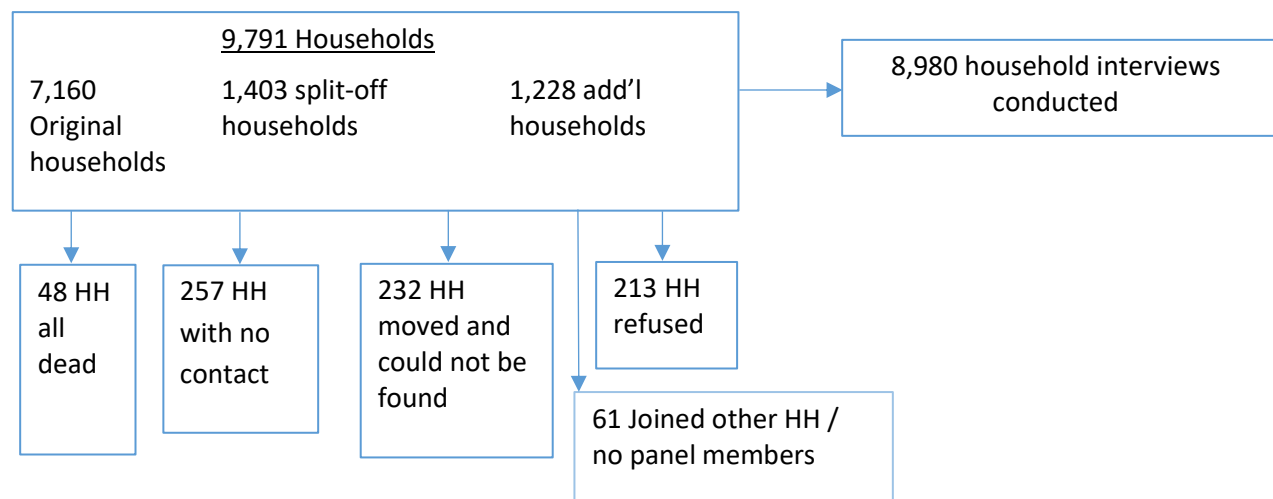 9,791 Households
7,160
Original
households
1,403 split-off
households
1,228 add’l
households
8,980 household interviews
conducted
48 HH
all
dead
257 HH
with no
contact
232 HH
moved and
could not be
found
213 HH
refused
61 Joined other HH /
no panel members